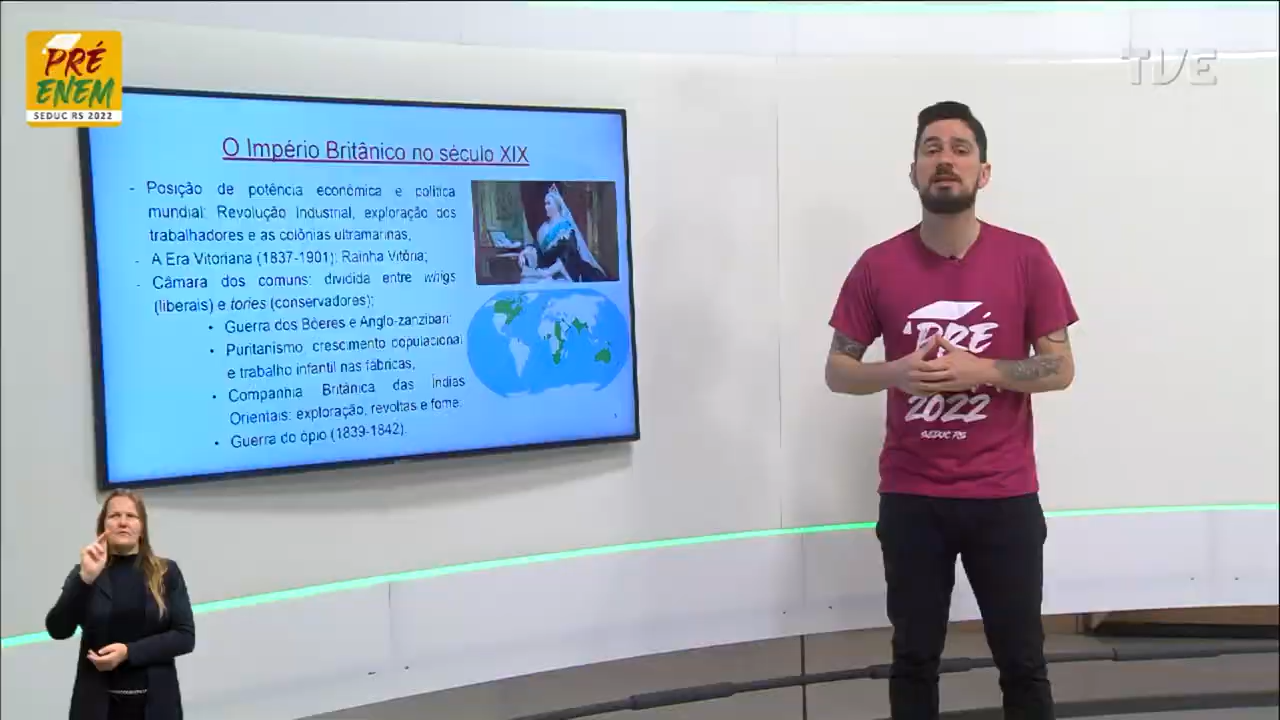 PRÉ
ENEM
SEDUC RS 2022
TVE
O Império Britânico no século XIX
- Posição de potência econômica e política
mundial: Revolução Industrial, exploração dos
trabalhadores e as colônias ultramarinas;
- A Era Vitoriana (1837-1901): Rainha Vitória;
- Câmara dos comuns: dividida entre whigs
(liberais) e tories (conservadores);
• Guerra dos Bôeres e Anglo-zanzibari;
• Puritanismo crescimento populacional
e trabalho infantil nas fábricas;
• Companhia Britânica das Índias
Orientais: exploração, revoltas e fome;
• Guerra do ópio (1839-1842).
PRÉ
2022
SEDUC RS